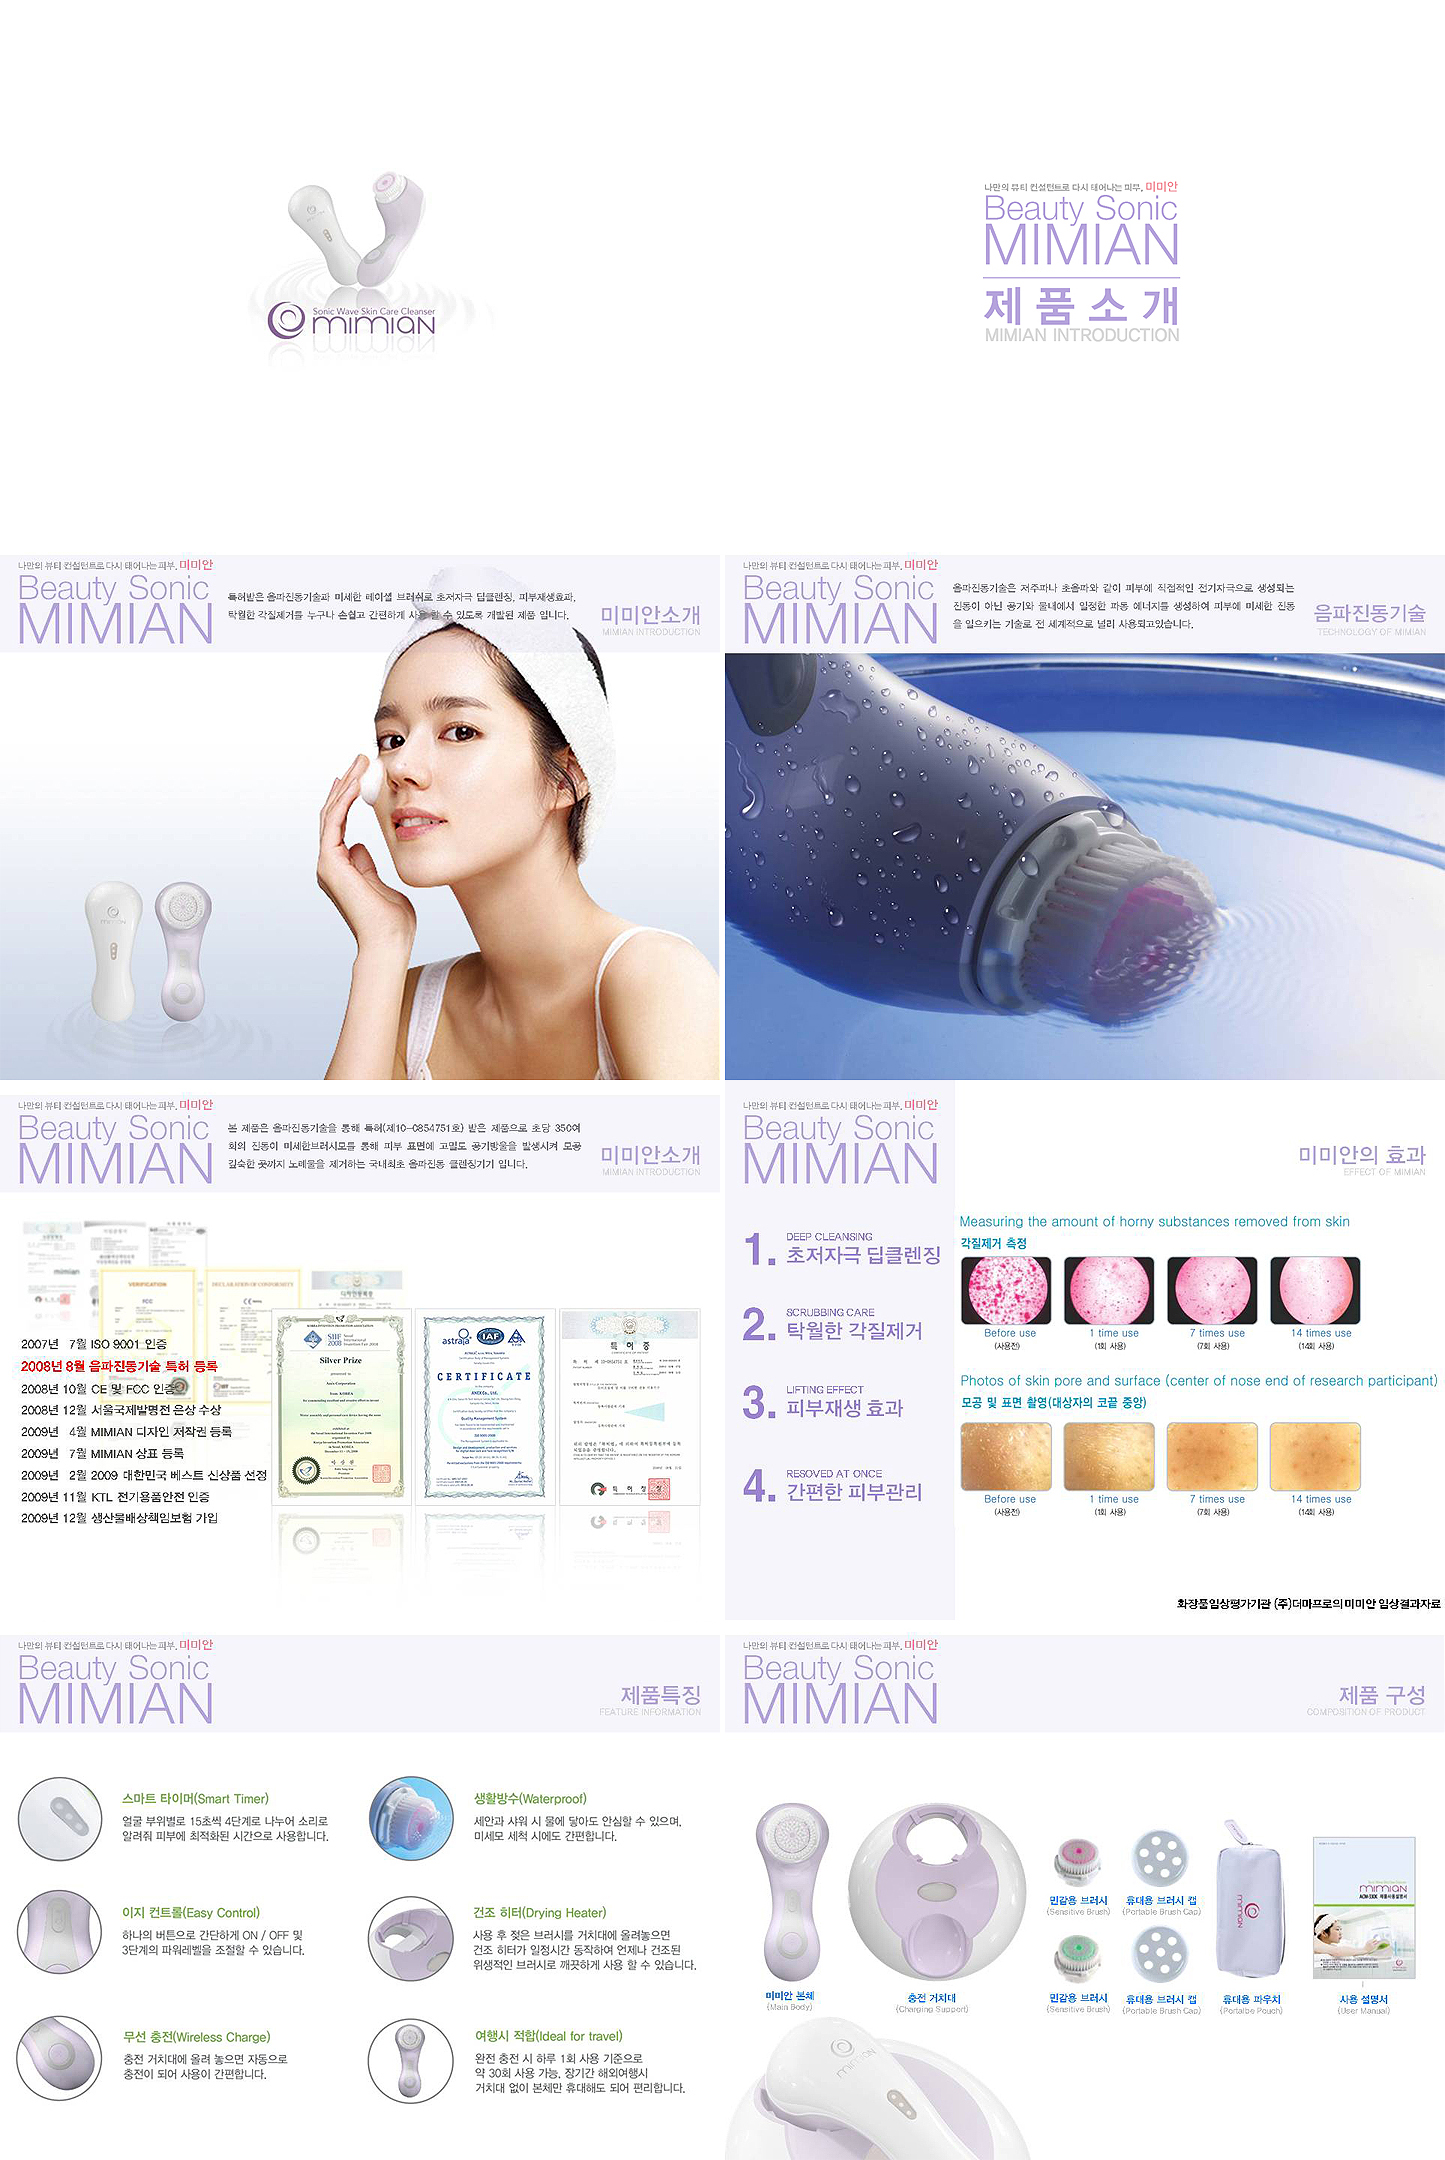 Sonic Wave Skin Care Cleanser
mimian
나만의 뷰티 컨설턴트로 다시 태어나는 피부, 미미안
Beauty Sonic
MIMIAN
제품소개
MIMIAN INTRODUCTION
나만의 뷰티 컨설턴트로 다시 태어나는 피부, 미미안
Beauty Sonic
MIMIAN
특허받은 음파진동기술과 미세한 헤이셜 브러쉬로 초저자극 딥클렌징, 피부재생효과,
탁월한 각질제거를 누구나 손쉽고 간편하게 사용 할 수 있도록 개발된 제품 입니다.
미미안소개
MIMIAN INTRODUCTION
나만의 뷰티 컨설턴트로 다시 태어나는 피부, 미미안
Beauty Sonic
MIMIAN
음파진동기술은 저주파나 초음파와 같이 피부에 직접적인 전기자극으로 생성되는
진동이 아닌 공기와 물내에서 일정한 파동 에너지를 생성하여 피부에 미세한 진동
을 일으키는 기술로 전 세계적으로 널리 사용되고있습니다.
음파진동기술
TECHNOLOGY OF MIMIAN
나만의 뷰티 컨설턴트로 다시 태어나는 피부, 미미안
Beauty Sonic
MIMIAN
본 제품은 음파진동기술을 통해 특허(제10-0854751호) 받은 제품으로 초당 350여
회의 진동이 미세한브러시모를 통해 피부 표면에 고밀도 공기방울을 발생시켜 모공
깊숙한 곳까지 노폐물을 제거하는 국내최초 음파진동 클렌징기기 입니다.
미미안소개
MIMIAN INTRODUCTION
VERIFICATION
FCC
DECLARATION OF CONFORMITY
디자인등록증
SIIF 2008
Silver Prize
astraia
IAF
CERTIFICATE
특허증
2007년 7월 ISO 9001 인증
2008년 8월 음파진동기술 특허 등록
2008년 10월 CE 및 FCC 인증
2008년 12월 서울국제발명전 은상 수상
2009년 4월 MIMIAN 디자인 저작권 등록
2009년 7월 MIMIAN 상표 등록
2009년 2월 2009 대한민국 베스트 신상품 선정
2009년 11월 KTL 전기용품안전 인증
2009년 12월 생산물배상책임보험 가입
나만의 뷰티 컨설턴트로 다시 태어나는 피부, 미미안
Beauty Sonic
MIMIAN
미미안의 효과
EFFECT OF MIMIAN
1. DEEP CLEANSING
초저자극 딥클렌징
2. SCRUBBING CARE
탁월한 각질제거
3. LIFTING EFFECT
피부재생 효과
4. RESOVED AT ONCE
간편한 피부관리
Measuring the amount of horny substances removed from skin
각질제거 측정
Before use 1 time use 7 times use 14 times use
(사용전) (1회 사용) (7회 사용) (14회 사용)
Photos of skin pore and surface (center of nose end of research participant)
모공 및 표면 촬영(대상자의 코끝 중앙)
Before use 1 time use 7 times use 14 times use
(사용전) (1회 사용) (7회 사용) (14회 사용)
화장품임상평가기관 (주)더마프로의 미미안 임상결과자료
나만의 뷰티 컨설턴트로 다시 태어나는 피부, 미미안
Beauty Sonic
MIMIAN
제품특징
FEATURE INFORMATION
스마트 타이머(Smart Timer)
얼굴 부위별로 15초씩 4단계로 나누어 소리로
알려줘 피부에 최적화된 시간으로 사용합니다.
생활방수(Waterproof)
세안과 샤워 시 물에 닿아도 안심할 수 있으며,
미세모 세척 시에도 간편합니다.
이지 컨트롤(Easy Control)
하나의 버튼으로 간단하게 ON / OFF 및
3단계의 파워레벨을 조절할 수 있습니다.
건조 히터(Drying Heater)
사용 후 젖은 브러시를 거치대에 올려놓으면
건조 히터가 일정시간 동작하여 언제나 건조된
위생적인 브러시로 깨끗하게 사용 할 수 있습니다.
무선 충전(Wireless Charge)
충전 거치대에 올려 놓으면 자동으로
충전이 되어 사용이 간편합니다.
여행시 적합(Ideal for travel)
완전 충전 시 하루 1회 사용 기준으로
약 30회 사용 가능, 장기간 해외여행시
거치대 없이 본체만 휴대해도 되어 편리합니다.
나만의 뷰티 컨설턴트로 다시 태어나는 피부, 미미안
Beauty Sonic
MIMIAN
제품 구성
COMPOSITION OF PRODUCT
미미안 본체
(Main Body)
충전 거치대
(Charging Support)
민감용 브러시
(Sensitive Brush)
휴대용 브러시 캡
(Portable Brush Cap)
민감용 브러시
(Sensitive Brush)
휴대용 브러시 캡
(Portable Brush Cap)
mimian
휴대용 파우치
(Portalbe Pouch)
mimian
제품사용설명서
사용 설명서
(User Manual)
mimian